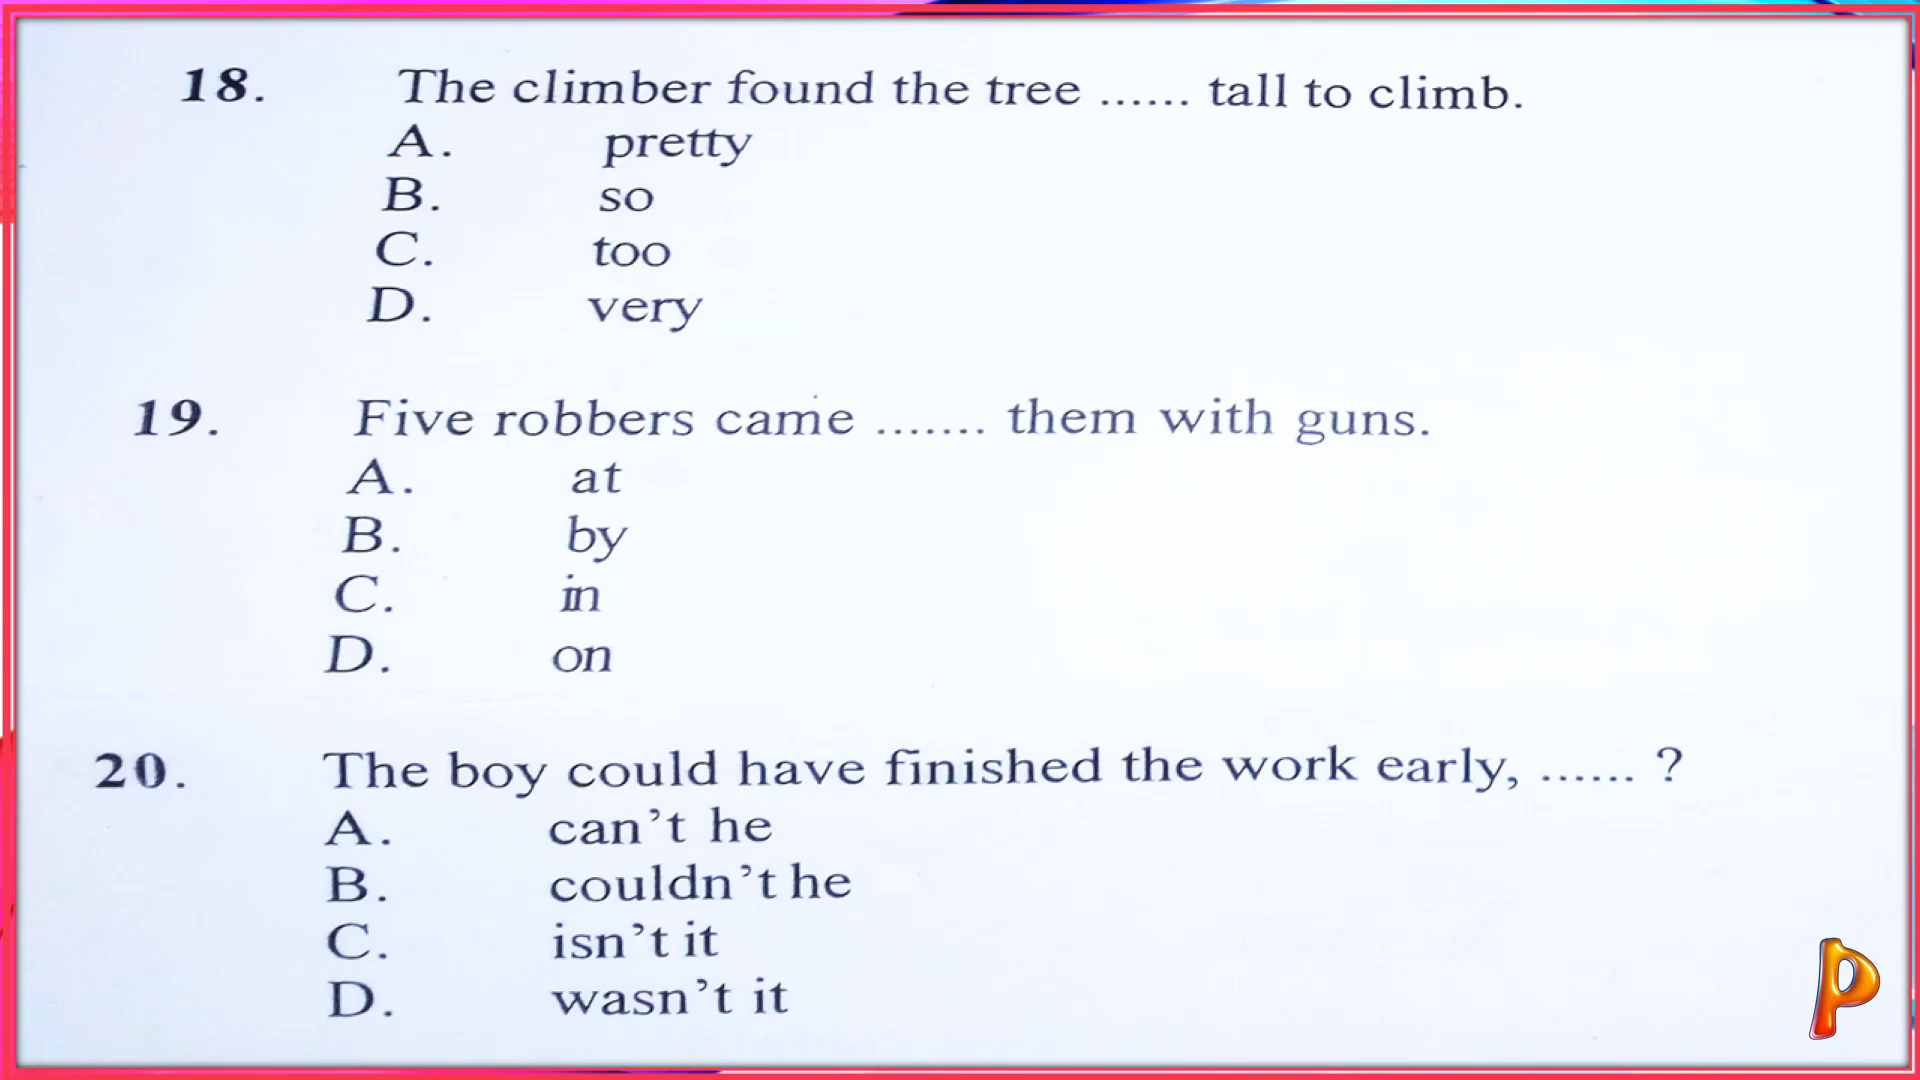 18. The climber found the tree ...... tall to climb.
A. pretty
B. so
C. too
D. very
19. Five robbers came ....... them with guns.
A. at
B. by
C. in
D. on
20. The boy could have finished the work early, ...... ?
A. can't he
B. couldn't he
C. isn't it
D. wasn't it
P